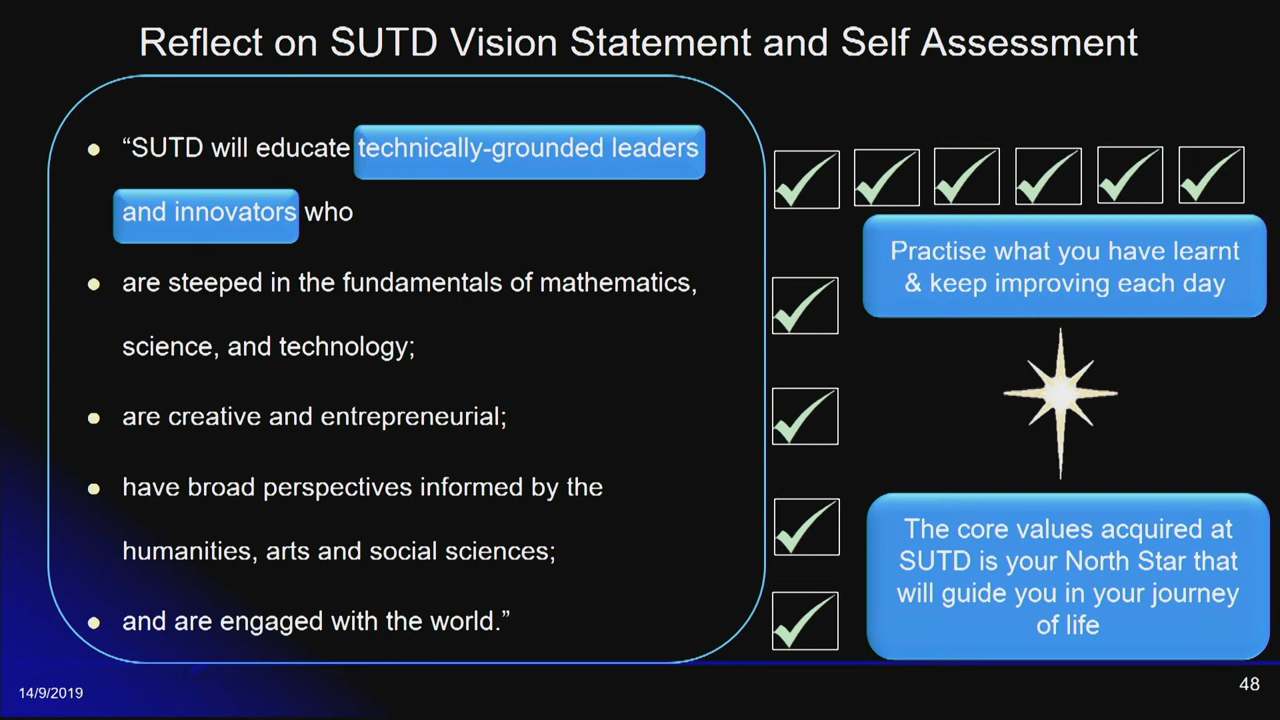 Reflect on SUTD Vision Statement and Self Assessment
“SUTD will educate technically-grounded leaders
and innovators who
are steeped in the fundamentals of mathematics,
science, and technology;
are creative and entrepreneurial;
have broad perspectives informed by the
humanities, arts and social sciences;
and are engaged with the world.”
Practise what you have learnt
& keep improving each day
The core values acquired at
SUTD is your North Star that
will guide you in your journey
of life
14/9/2019
48